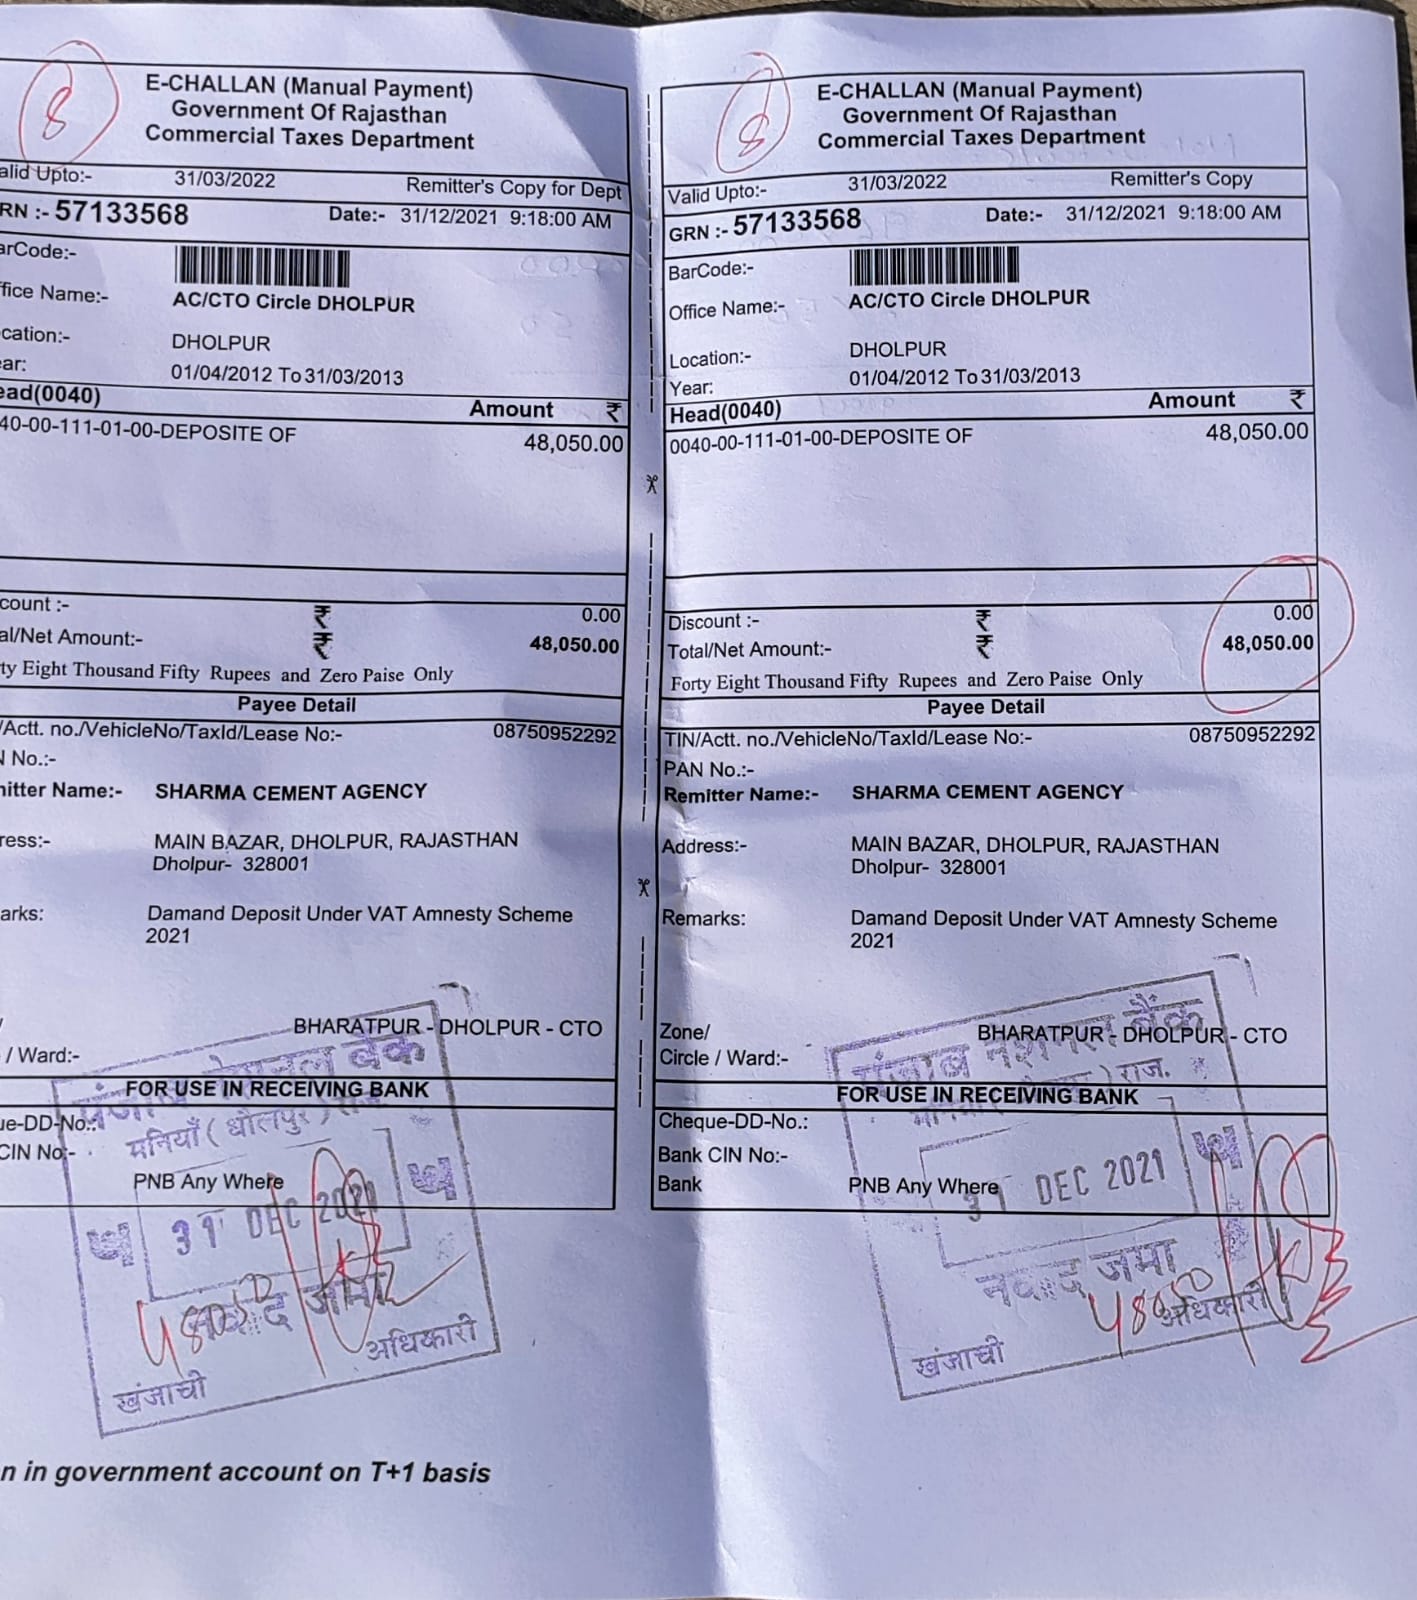 8
E-CHALLAN (Manual Payment)
Government Of Rajasthan
Commercial Taxes Department
alid Upto:- 31/03/2022 Remitter's Copy for Dept
RN :- 57133568 Date:- 31/12/2021 9:18:00 AM
arCode:-
fice Name:- AC/CTO Circle DHOLPUR
cation:- DHOLPUR
ar: 01/04/2012 To 31/03/2013
ead(0040) Amount ₹
40-00-111-01-00-DEPOSITE OF 48,050.00
count :- ₹ 0.00
al/Net Amount:- ₹ 48,050.00
ty Eight Thousand Fifty Rupees and Zero Paise Only
Payee Detail
/Actt. no./VehicleNo/TaxId/Lease No:- 08750952292
No.:-
nitter Name:- SHARMA CEMENT AGENCY
ress:- MAIN BAZAR, DHOLPUR, RAJASTHAN
Dholpur- 328001
arks: Damand Deposit Under VAT Amnesty Scheme
2021
/ BHARATPUR - DHOLPUR - CTO
/ Ward:-
पंजाब नेशनल बैंक
FOR USE IN RECEIVING BANK
मनियाँ ( धौलपुर ) राज.
ue-DD-No.:
CIN No:-
PNB Any Where
31 DEC 2021
नकद जमा
48050
खंजाची अधिकारी
n in government account on T+1 basis
8
E-CHALLAN (Manual Payment)
Government Of Rajasthan
Commercial Taxes Department
Valid Upto:- 31/03/2022 Remitter's Copy
GRN :- 57133568 Date:- 31/12/2021 9:18:00 AM
BarCode:-
Office Name:- AC/CTO Circle DHOLPUR
Location:- DHOLPUR
Year: 01/04/2012 To 31/03/2013
Head(0040) Amount ₹
0040-00-111-01-00-DEPOSITE OF 48,050.00
Discount :- ₹ 0.00
Total/Net Amount:- ₹ 48,050.00
Forty Eight Thousand Fifty Rupees and Zero Paise Only
Payee Detail
TIN/Actt. no./VehicleNo/TaxId/Lease No:- 08750952292
PAN No.:-
Remitter Name:- SHARMA CEMENT AGENCY
Address:- MAIN BAZAR, DHOLPUR, RAJASTHAN
Dholpur- 328001
Remarks: Damand Deposit Under VAT Amnesty Scheme
2021
Zone/ BHARATPUR - DHOLPUR - CTO
Circle / Ward:-
पंजाब नेशनल बैंक
राज.
FOR USE IN RECEIVING BANK
Cheque-DD-No.:
Bank CIN No:-
Bank PNB Any Where
31 DEC 2021
नकद जमा
48050
खंजाची अधिकारी